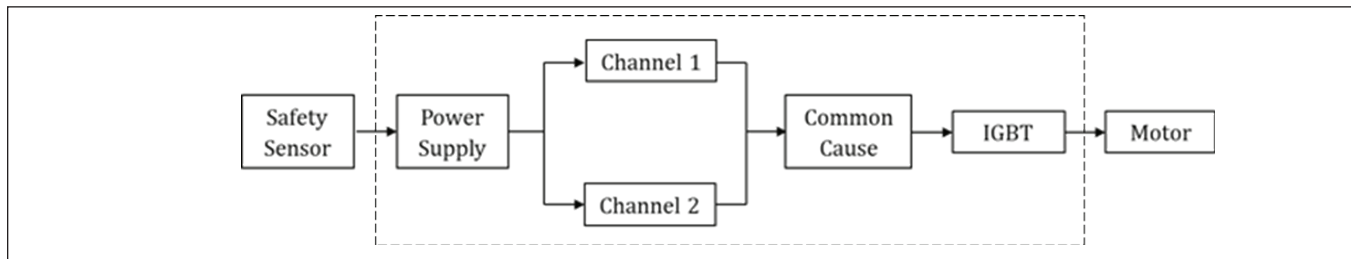 Safety
Sensor
Power
Supply
Channel 1
Channel 2
Common
Cause
IGBT
Motor